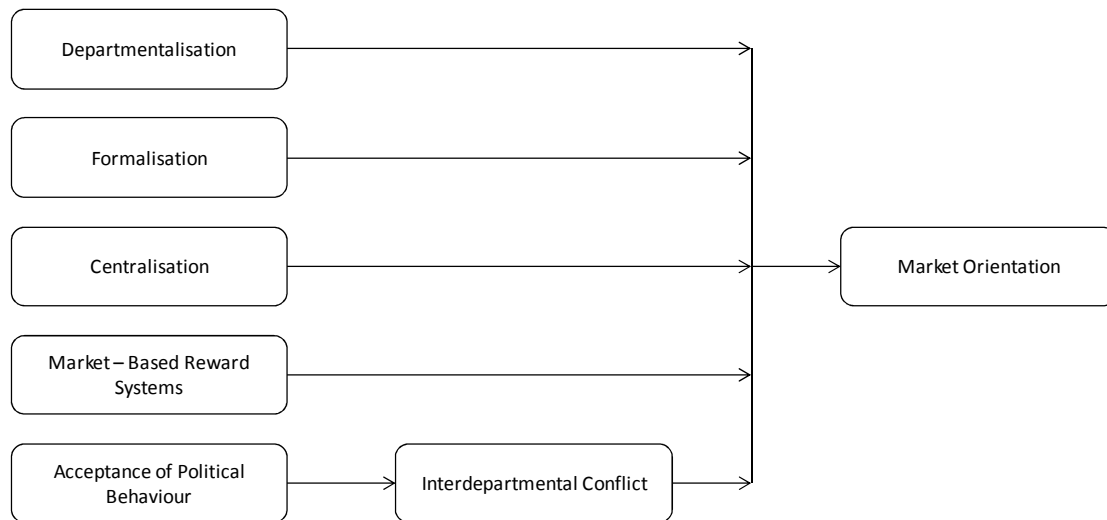 Departmentalisation
Formalisation
Centralisation
Market Orientation
Market – Based Reward
Systems
Acceptance of Political
Behaviour
Interdepartmental Conflict